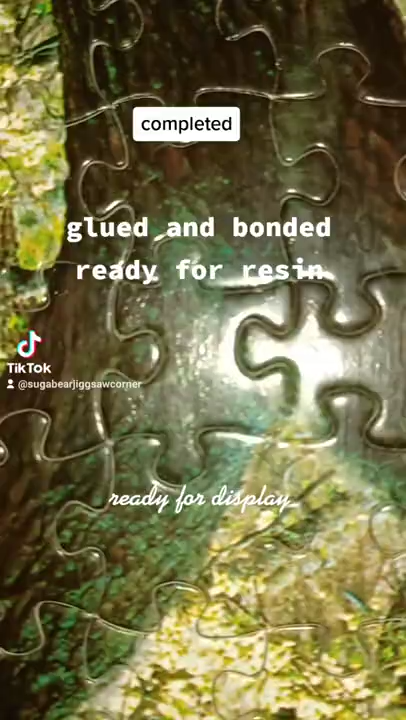 completed
glued and bonded
ready for resin
TikTok
@sugabearjiggsawcorner
ready for display